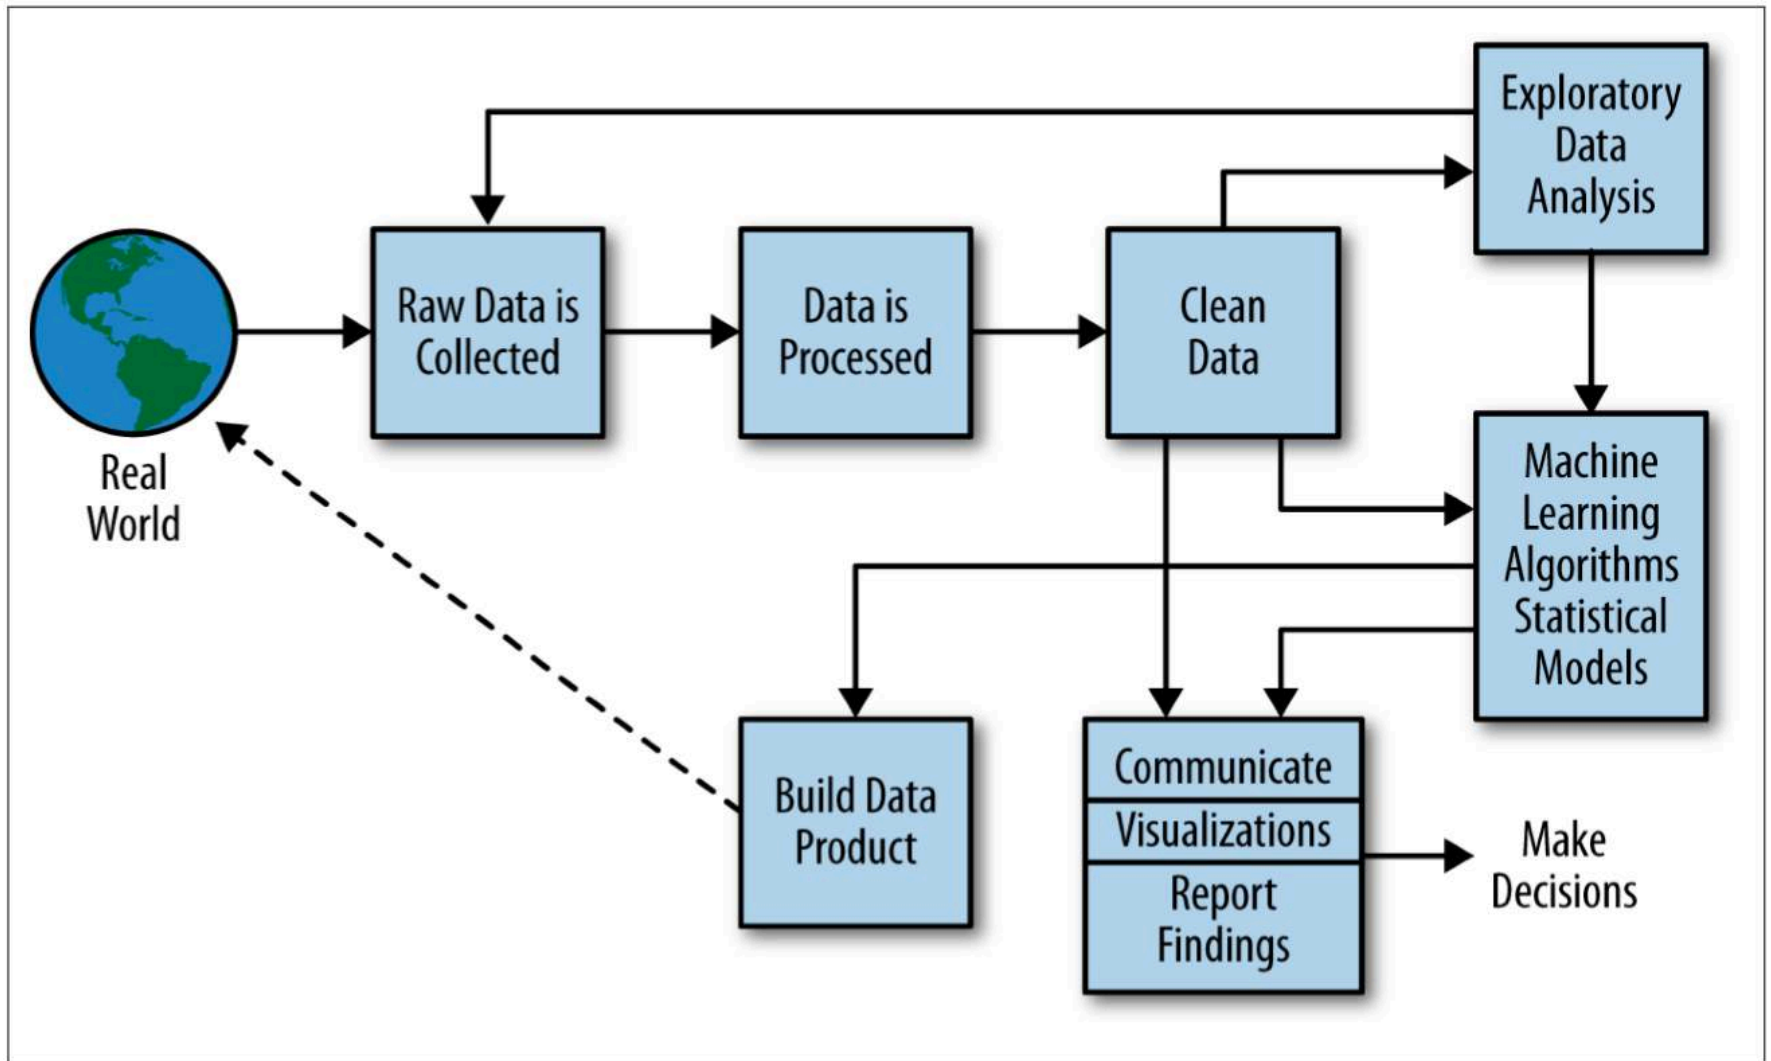 Exploratory
Data
Analysis
Raw Data is
Collected
Data is
Processed
Clean
Data
Real
World
Machine
Learning
Algorithms
Statistical
Models
Build Data
Product
Communicate
Visualizations
Report
Findings
Make
Decisions